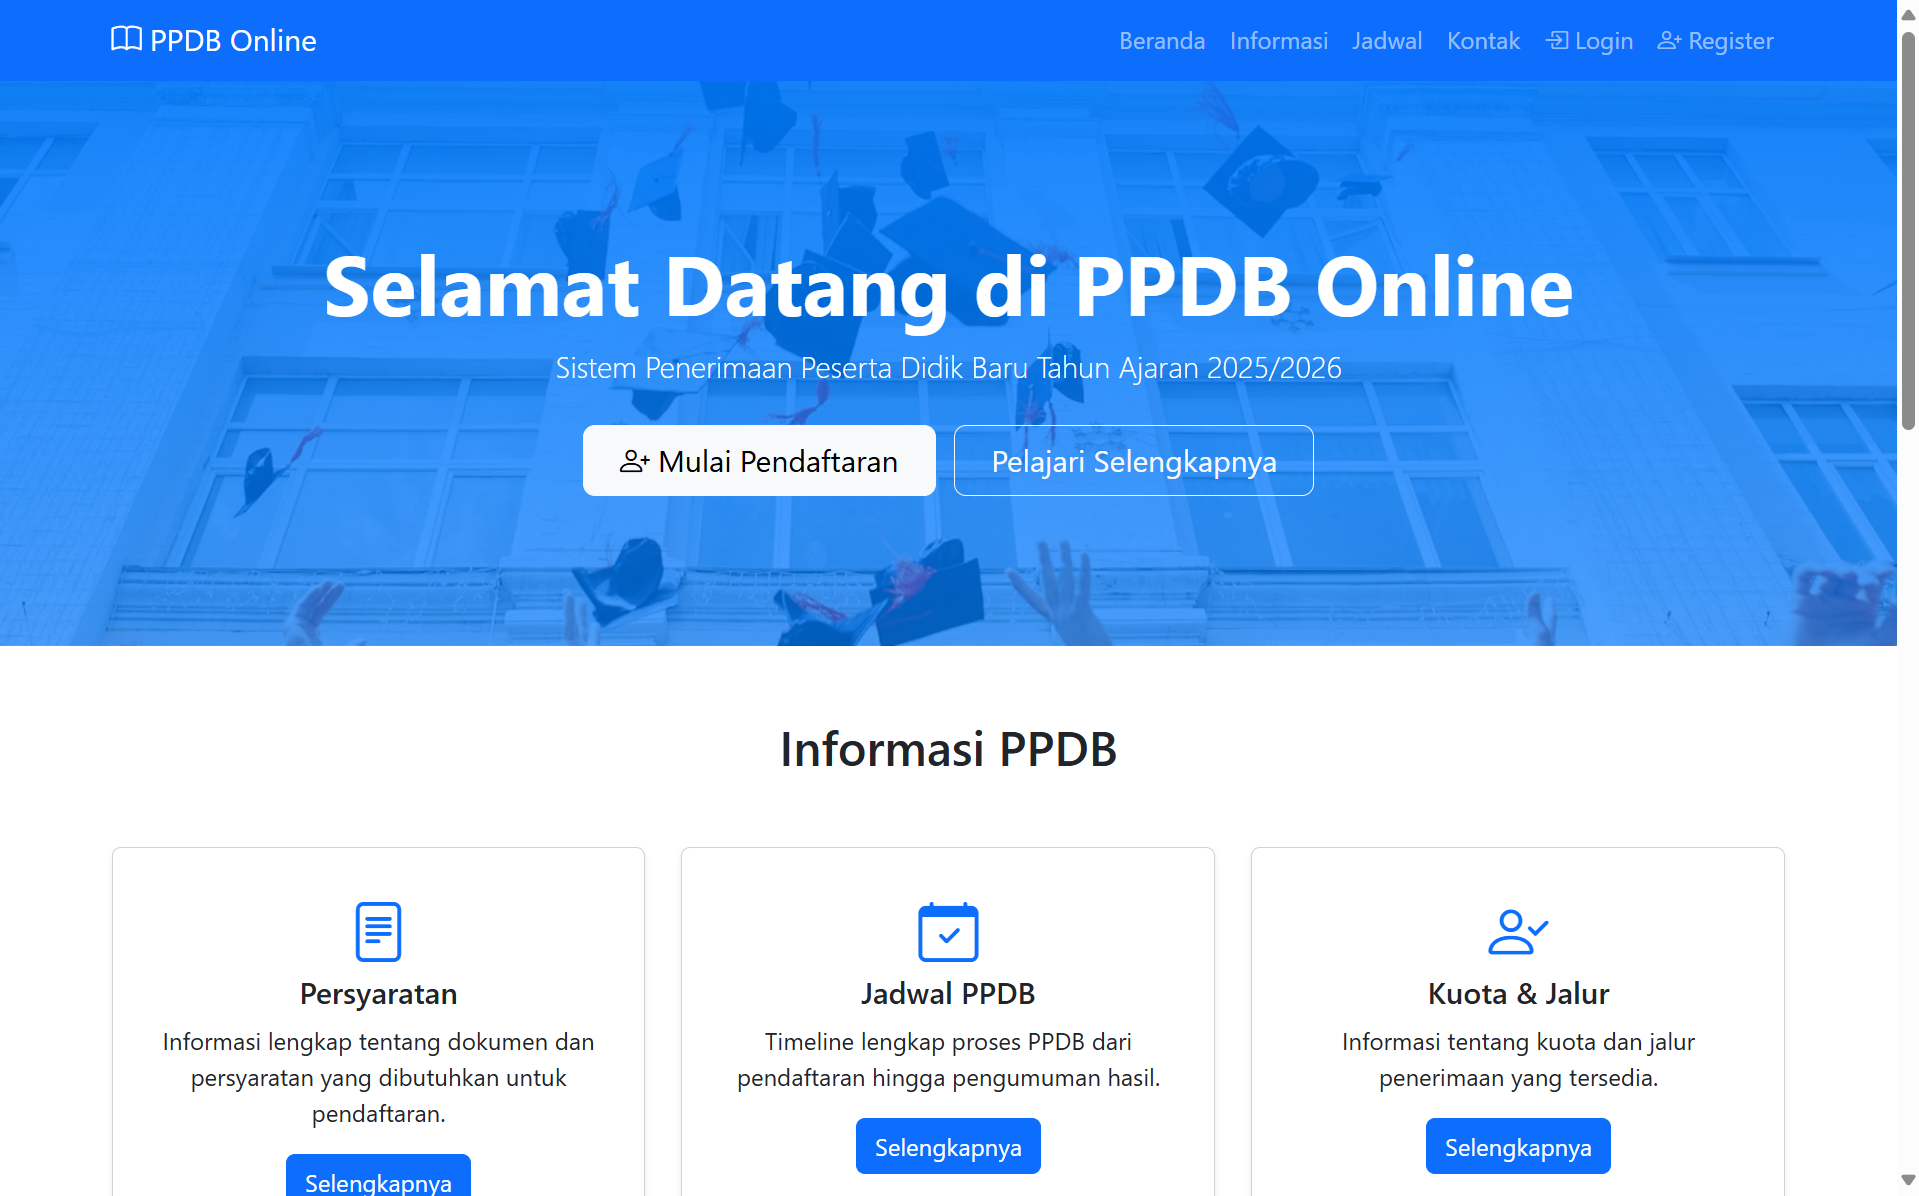 PPDB Online
Beranda
Informasi
Jadwal
Kontak
Login
Register
Selamat Datang di PPDB Online
Sistem Penerimaan Peserta Didik Baru Tahun Ajaran 2025/2026
Mulai Pendaftaran
Pelajari Selengkapnya
Informasi PPDB
Persyaratan
Informasi lengkap tentang dokumen dan
persyaratan yang dibutuhkan untuk
pendaftaran.
Selengkapnya
Jadwal PPDB
Timeline lengkap proses PPDB dari
pendaftaran hingga pengumuman hasil.
Selengkapnya
Kuota & Jalur
Informasi tentang kuota dan jalur
penerimaan yang tersedia.
Selengkapnya